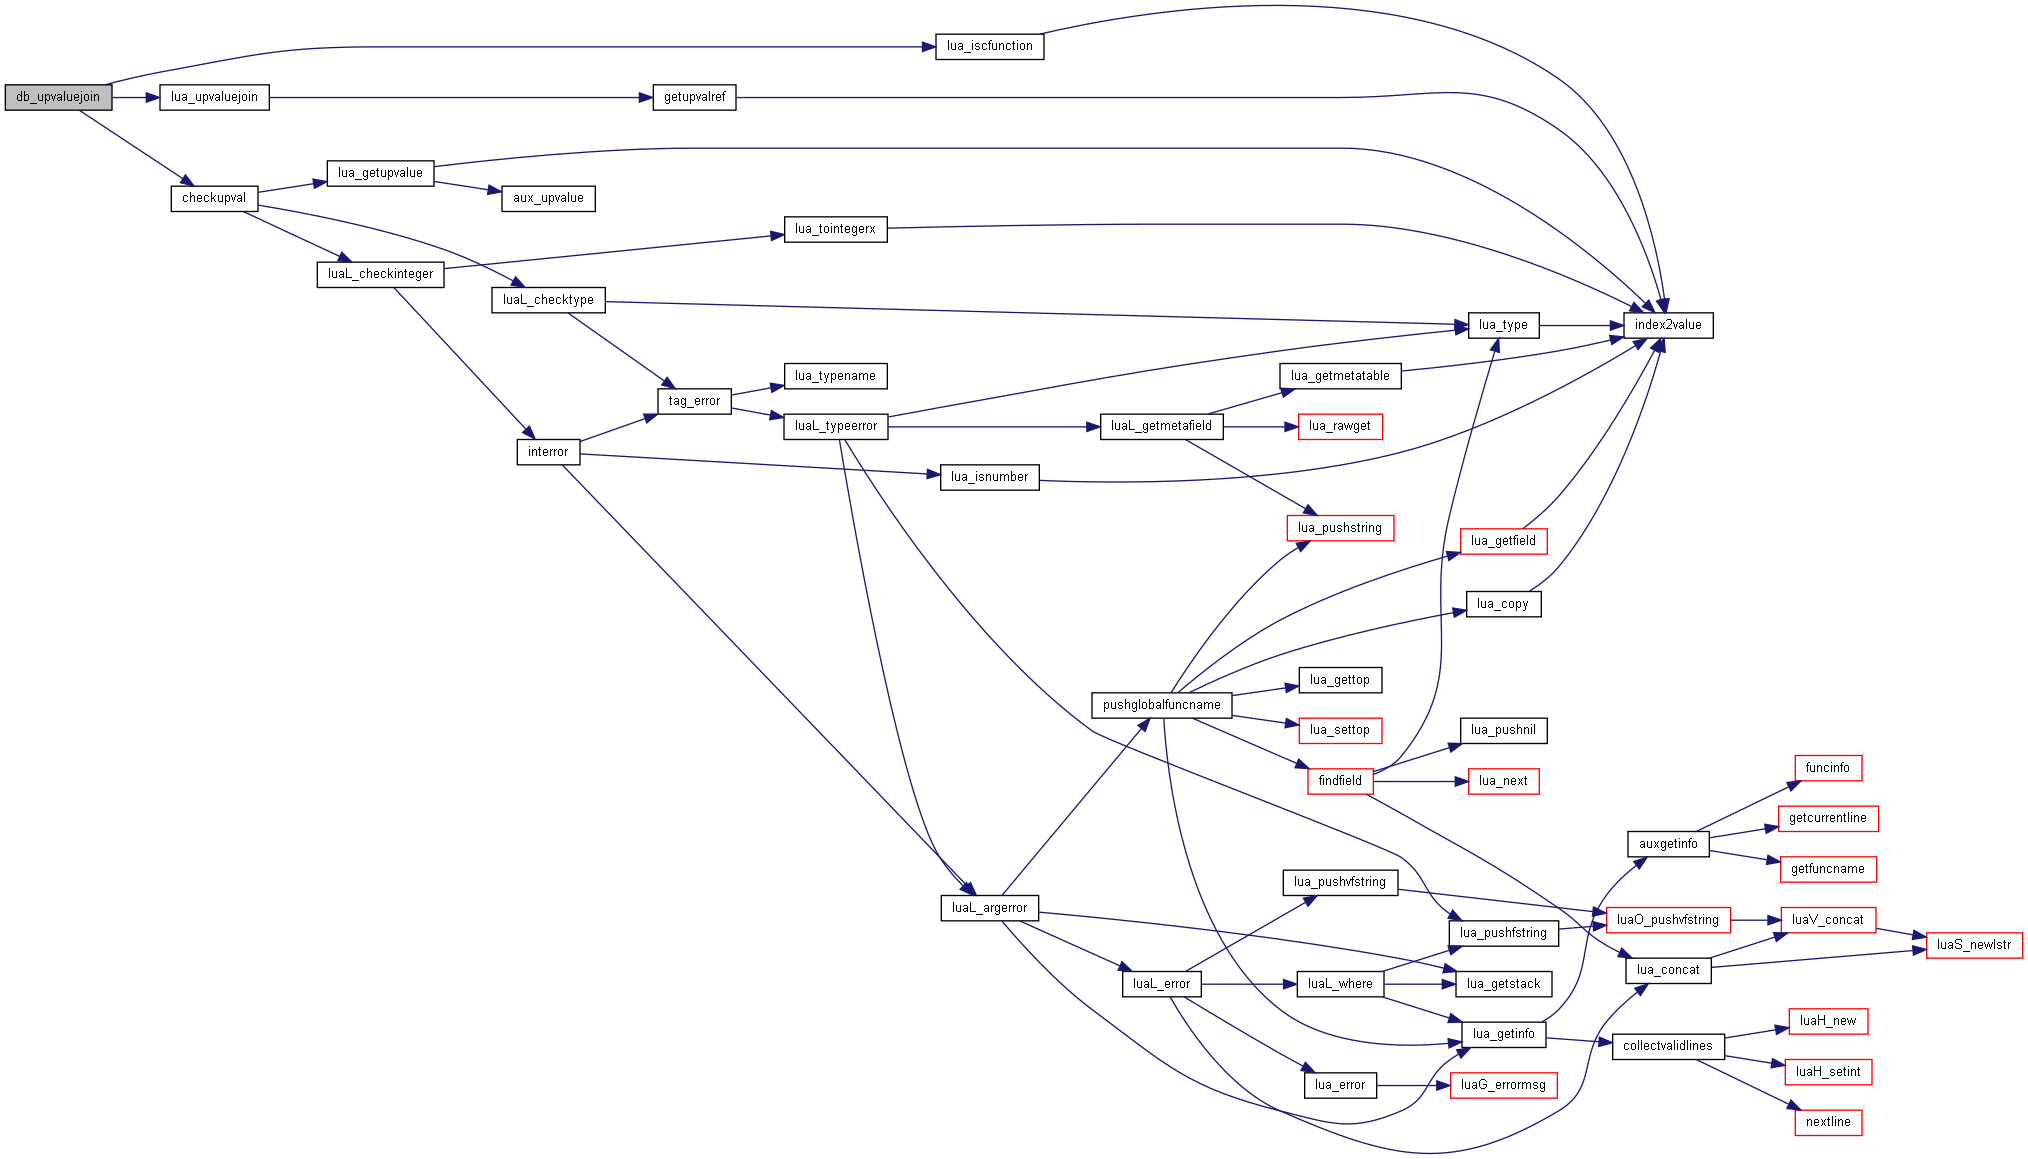 lua_iscfunction
db_upvaluejoin
lua_upvaluejoin
getupvalref
lua_getupvalue
checkupval
aux_upvalue
lua_tointegerx
luaL_checkinteger
luaL_checktype
lua_type
index2value
lua_typename
lua_getmetatable
tag_error
luaL_typeerror
luaL_getmetafield
lua_rawget
interror
lua_isnumber
lua_pushstring
lua_getfield
lua_copy
lua_gettop
pushglobalfuncname
lua_settop
lua_pushnil
findfield
lua_next
funcinfo
getcurrentline
auxgetinfo
getfuncname
lua_pushvfstring
luaL_argerror
luaO_pushvfstring
luaV_concat
lua_pushfstring
luaS_newlstr
lua_concat
luaL_error
luaL_where
lua_getstack
luaH_new
lua_getinfo
collectvalidlines
luaH_setint
lua_error
luaG_errormsg
nextline